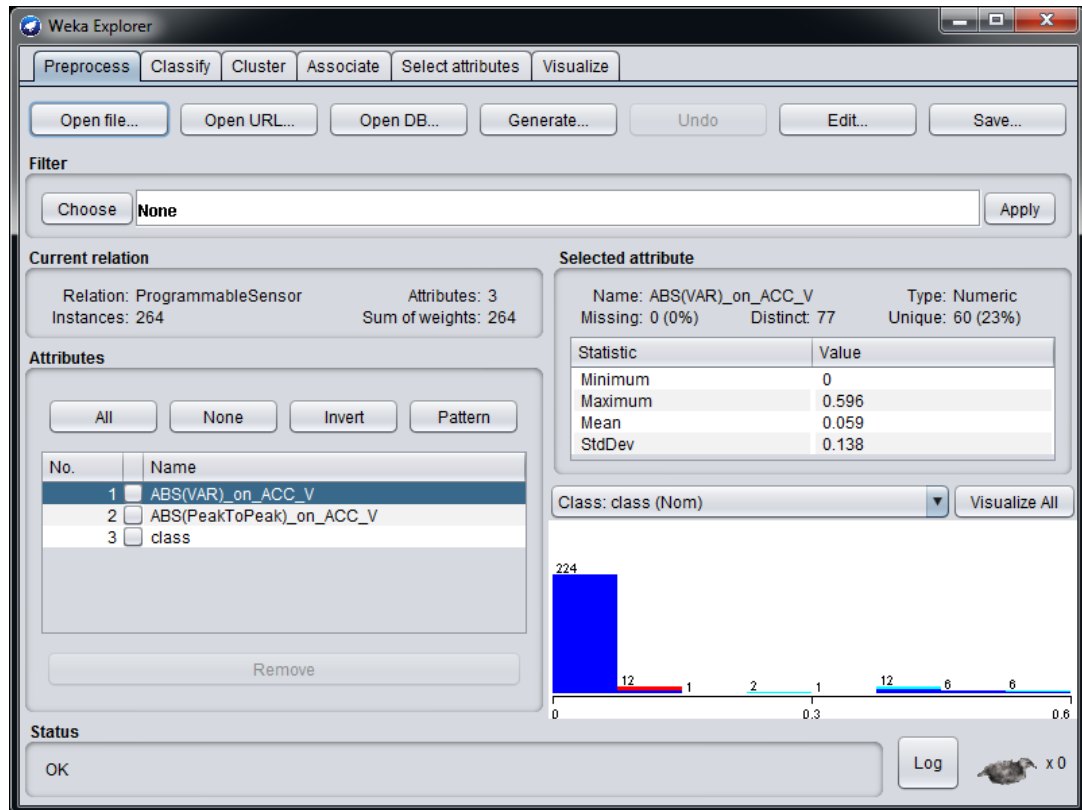 Weka Explorer
Preprocess Classify Cluster Associate Select attributes Visualize
Open file... Open URL... Open DB... Generate... Undo Edit... Save...
Filter
Choose None Apply
Current relation
Relation: ProgrammableSensor Attributes: 3
Instances: 264 Sum of weights: 264
Attributes
All None Invert Pattern
No. Name
1 ABS(VAR)_on_ACC_V
2 ABS(PeakToPeak)_on_ACC_V
3 class
Remove
Selected attribute
Name: ABS(VAR)_on_ACC_V Type: Numeric
Missing: 0 (0%) Distinct: 77 Unique: 60 (23%)
Statistic Value
Minimum 0
Maximum 0.596
Mean 0.059
StdDev 0.138
Class: class (Nom) Visualize All
224
12 1 2 1 12 6 6
0 0.3 0.6
Status
OK Log x 0